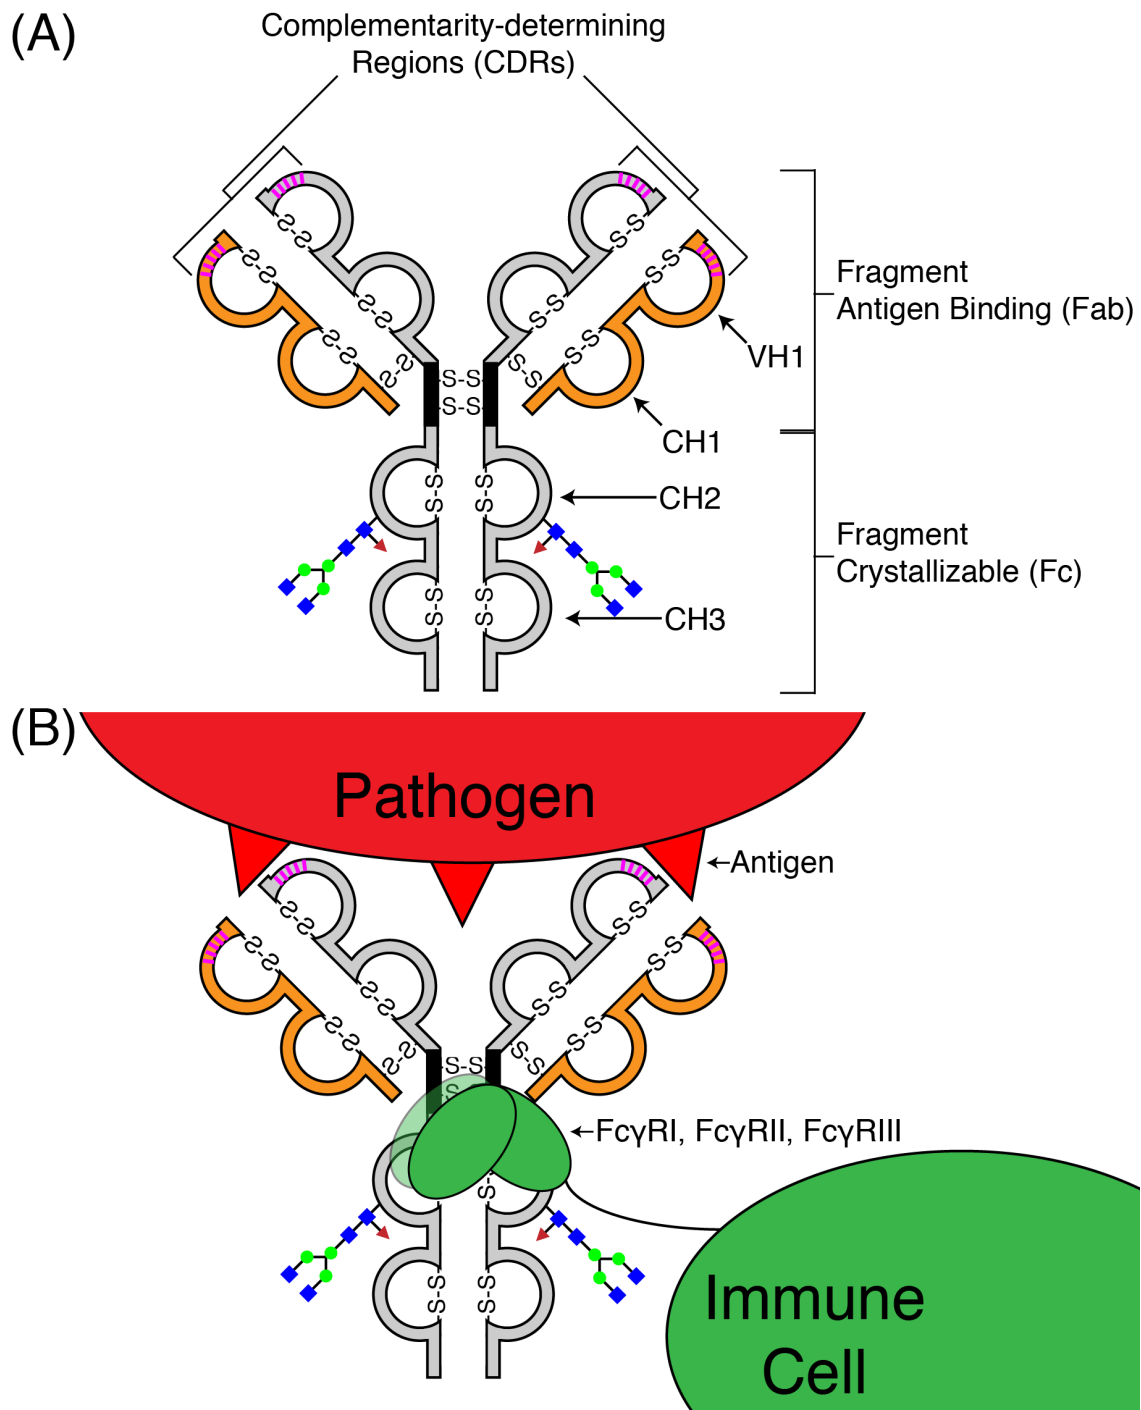 (A)
Complementarity-determining
Regions (CDRs)
S-S
S-S
S-S
S-S
S-S
S-S
S-S
S-S
S-S
S-S
S-S
S-S
Fragment
Antigen Binding (Fab)
VH1
CH1
S-S
S-S
CH2
Fragment
Crystallizable (Fc)
S-S
S-S
CH3
(B)
Pathogen
Antigen
S-S
S-S
S-S
S-S
S-S
S-S
S-S
S-S
S-S
S-S
S-S
S
FcγRI, FcγRII, FcγRIII
S-
S-S
S-S
Immune
Cell